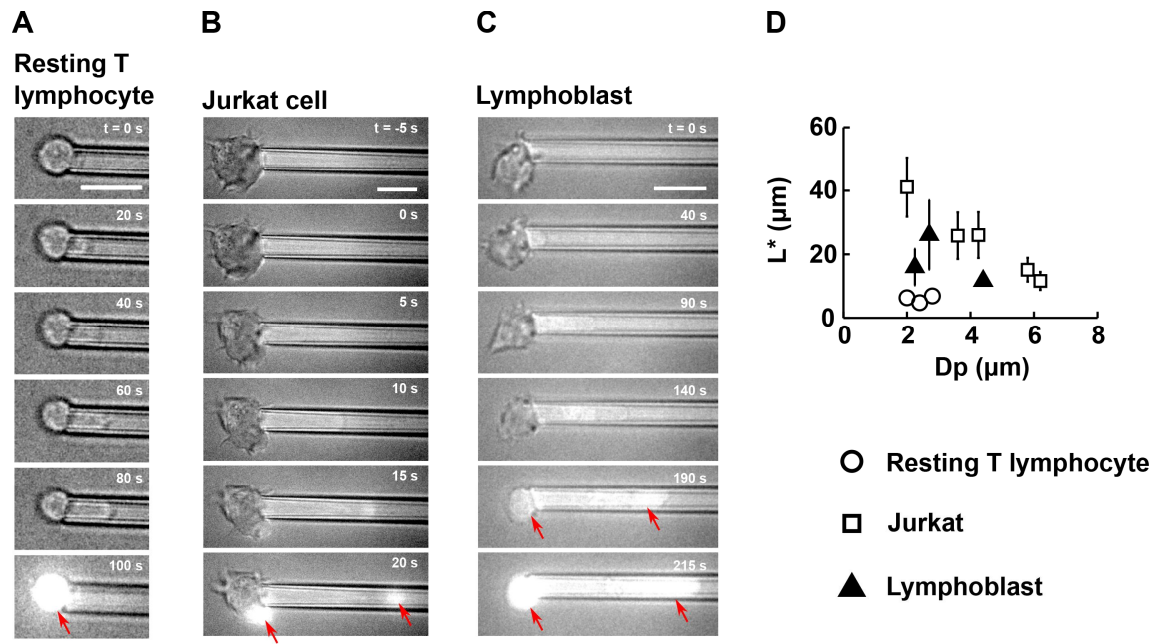 A
B
C
D
Resting T
lymphocyte
Jurkat cell
Lymphoblast
t = 0 s
20 s
40 s
60 s
80 s
100 s
t = -5 s
0 s
5 s
10 s
15 s
20 s
t = 0 s
40 s
90 s
140 s
190 s
215 s
60
40
20
0
L* (µm)
0 2 4 6 8
Dp (µm)
Resting T lymphocyte
Jurkat
Lymphoblast